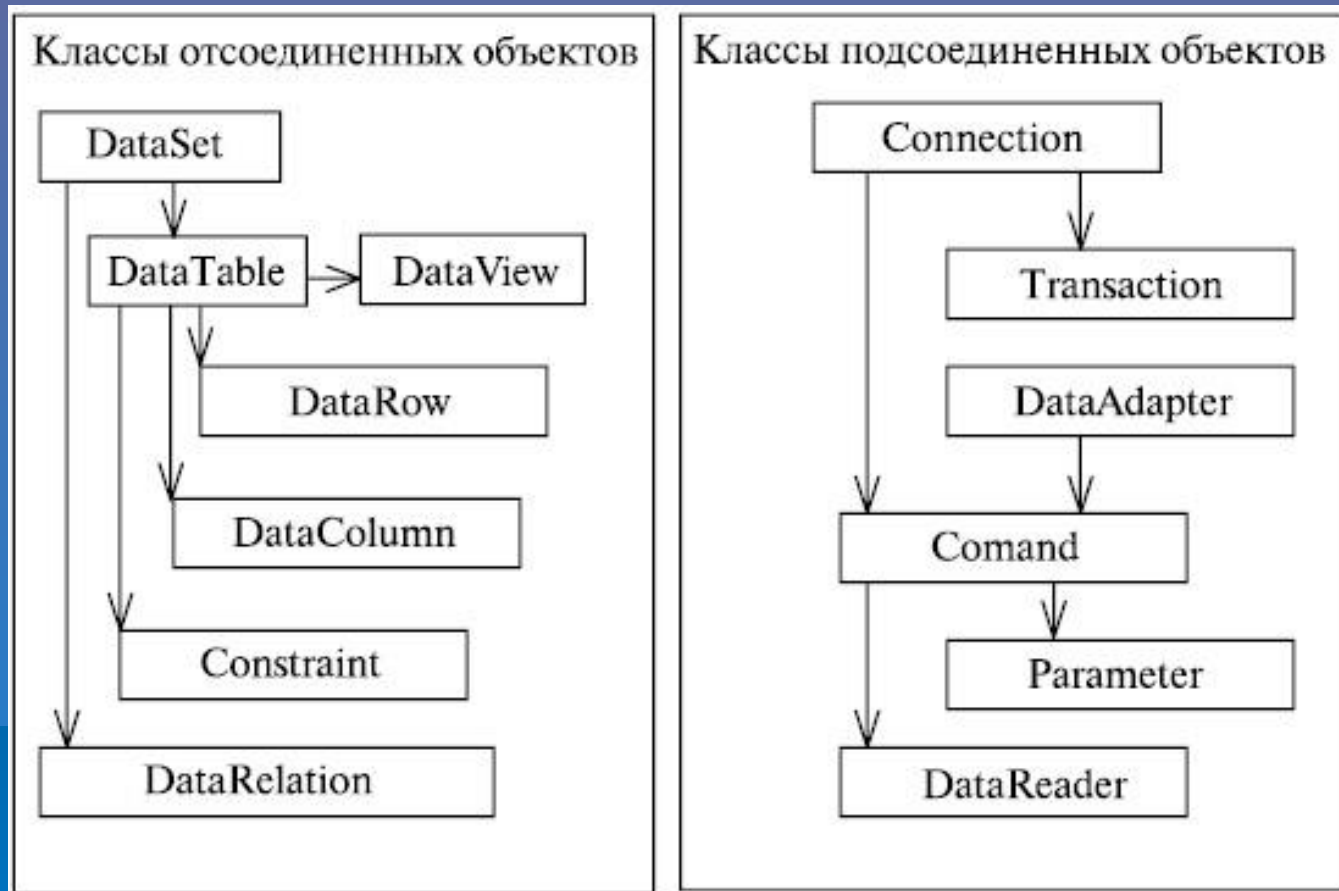 Классы отсоединенных объектов
DataSet
DataTable
DataView
DataRow
DataColumn
Constraint
DataRelation
Классы подсоединенных объектов
Connection
Transaction
DataAdapter
Comand
Parameter
DataReader